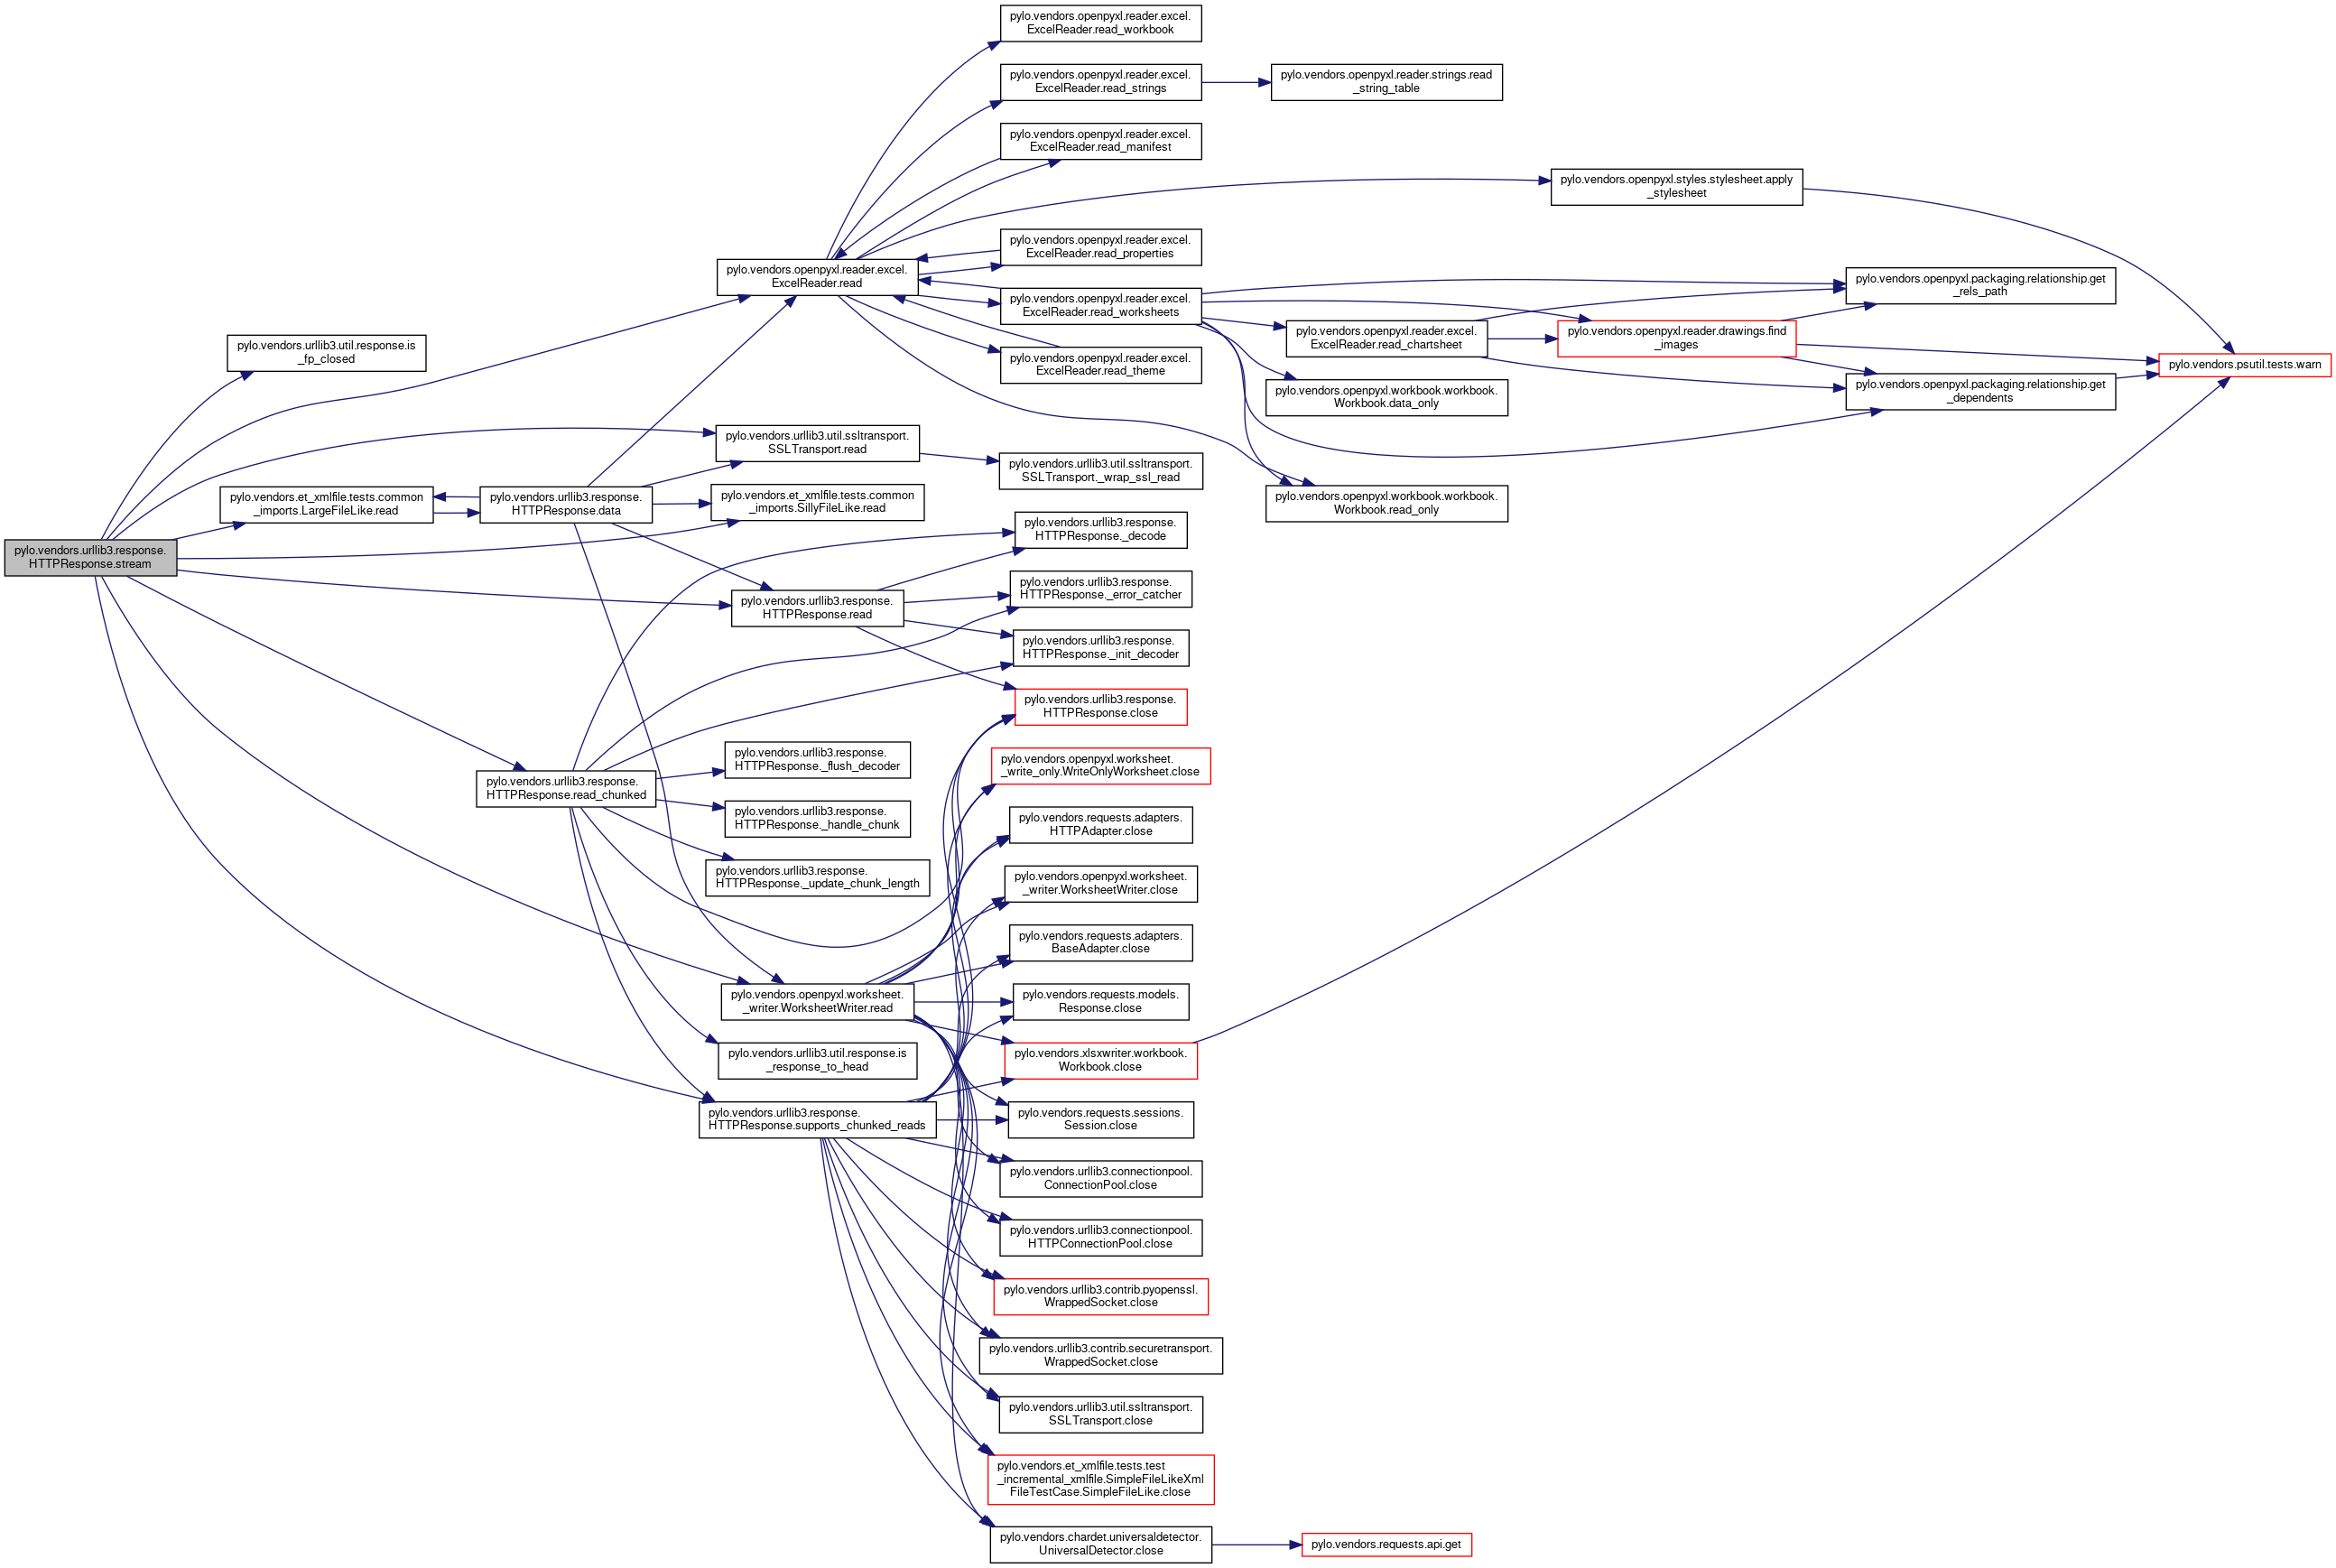 pylo.vendors.openpyxl.reader.excel.
ExcelReader.read_workbook
pylo.vendors.openpyxl.reader.excel.
ExcelReader.read_strings
pylo.vendors.openpyxl.reader.strings.read
_string_table
pylo.vendors.openpyxl.reader.excel.
ExcelReader.read_manifest
pylo.vendors.openpyxl.styles.stylesheet.apply
_stylesheet
pylo.vendors.openpyxl.reader.excel.
ExcelReader.read_properties
pylo.vendors.openpyxl.reader.excel.
ExcelReader.read
pylo.vendors.openpyxl.packaging.relationship.get
_rels_path
pylo.vendors.openpyxl.reader.excel.
ExcelReader.read_worksheets
pylo.vendors.openpyxl.reader.excel.
ExcelReader.read_chartsheet
pylo.vendors.openpyxl.reader.drawings.find
_images
pylo.vendors.urllib3.util.response.is
_fp_closed
pylo.vendors.openpyxl.reader.excel.
ExcelReader.read_theme
pylo.vendors.psutil.tests.warn
pylo.vendors.openpyxl.packaging.relationship.get
_dependents
pylo.vendors.openpyxl.workbook.workbook.
Workbook.data_only
pylo.vendors.urllib3.util.ssltransport.
SSLTransport.read
pylo.vendors.urllib3.util.ssltransport.
SSLTransport._wrap_ssl_read
pylo.vendors.et_xmlfile.tests.common
_imports.LargeFileLike.read
pylo.vendors.urllib3.response.
HTTPResponse.data
pylo.vendors.et_xmlfile.tests.common
_imports.SillyFileLike.read
pylo.vendors.openpyxl.workbook.workbook.
Workbook.read_only
pylo.vendors.urllib3.response.
HTTPResponse._decode
pylo.vendors.urllib3.response.
HTTPResponse.stream
pylo.vendors.urllib3.response.
HTTPResponse._error_catcher
pylo.vendors.urllib3.response.
HTTPResponse.read
pylo.vendors.urllib3.response.
HTTPResponse._init_decoder
pylo.vendors.urllib3.response.
HTTPResponse.close
pylo.vendors.urllib3.response.
HTTPResponse._flush_decoder
pylo.vendors.openpyxl.worksheet.
_write_only.WriteOnlyWorksheet.close
pylo.vendors.urllib3.response.
HTTPResponse.read_chunked
pylo.vendors.urllib3.response.
HTTPResponse._handle_chunk
pylo.vendors.requests.adapters.
HTTPAdapter.close
pylo.vendors.urllib3.response.
HTTPResponse._update_chunk_length
pylo.vendors.openpyxl.worksheet.
_writer.WorksheetWriter.close
pylo.vendors.requests.adapters.
BaseAdapter.close
pylo.vendors.openpyxl.worksheet.
_writer.WorksheetWriter.read
pylo.vendors.requests.models.
Response.close
pylo.vendors.urllib3.util.response.is
_response_to_head
pylo.vendors.xlsxwriter.workbook.
Workbook.close
pylo.vendors.urllib3.response.
HTTPResponse.supports_chunked_reads
pylo.vendors.requests.sessions.
Session.close
pylo.vendors.urllib3.connectionpool.
ConnectionPool.close
pylo.vendors.urllib3.connectionpool.
HTTPConnectionPool.close
pylo.vendors.urllib3.contrib.pyopenssl.
WrappedSocket.close
pylo.vendors.urllib3.contrib.securetransport.
WrappedSocket.close
pylo.vendors.urllib3.util.ssltransport.
SSLTransport.close
pylo.vendors.et_xmlfile.tests.test
_incremental_xmlfile.SimpleFileLikeXml
FileTestCase.SimpleFileLike.close
pylo.vendors.chardet.universaldetector.
UniversalDetector.close
pylo.vendors.requests.api.get